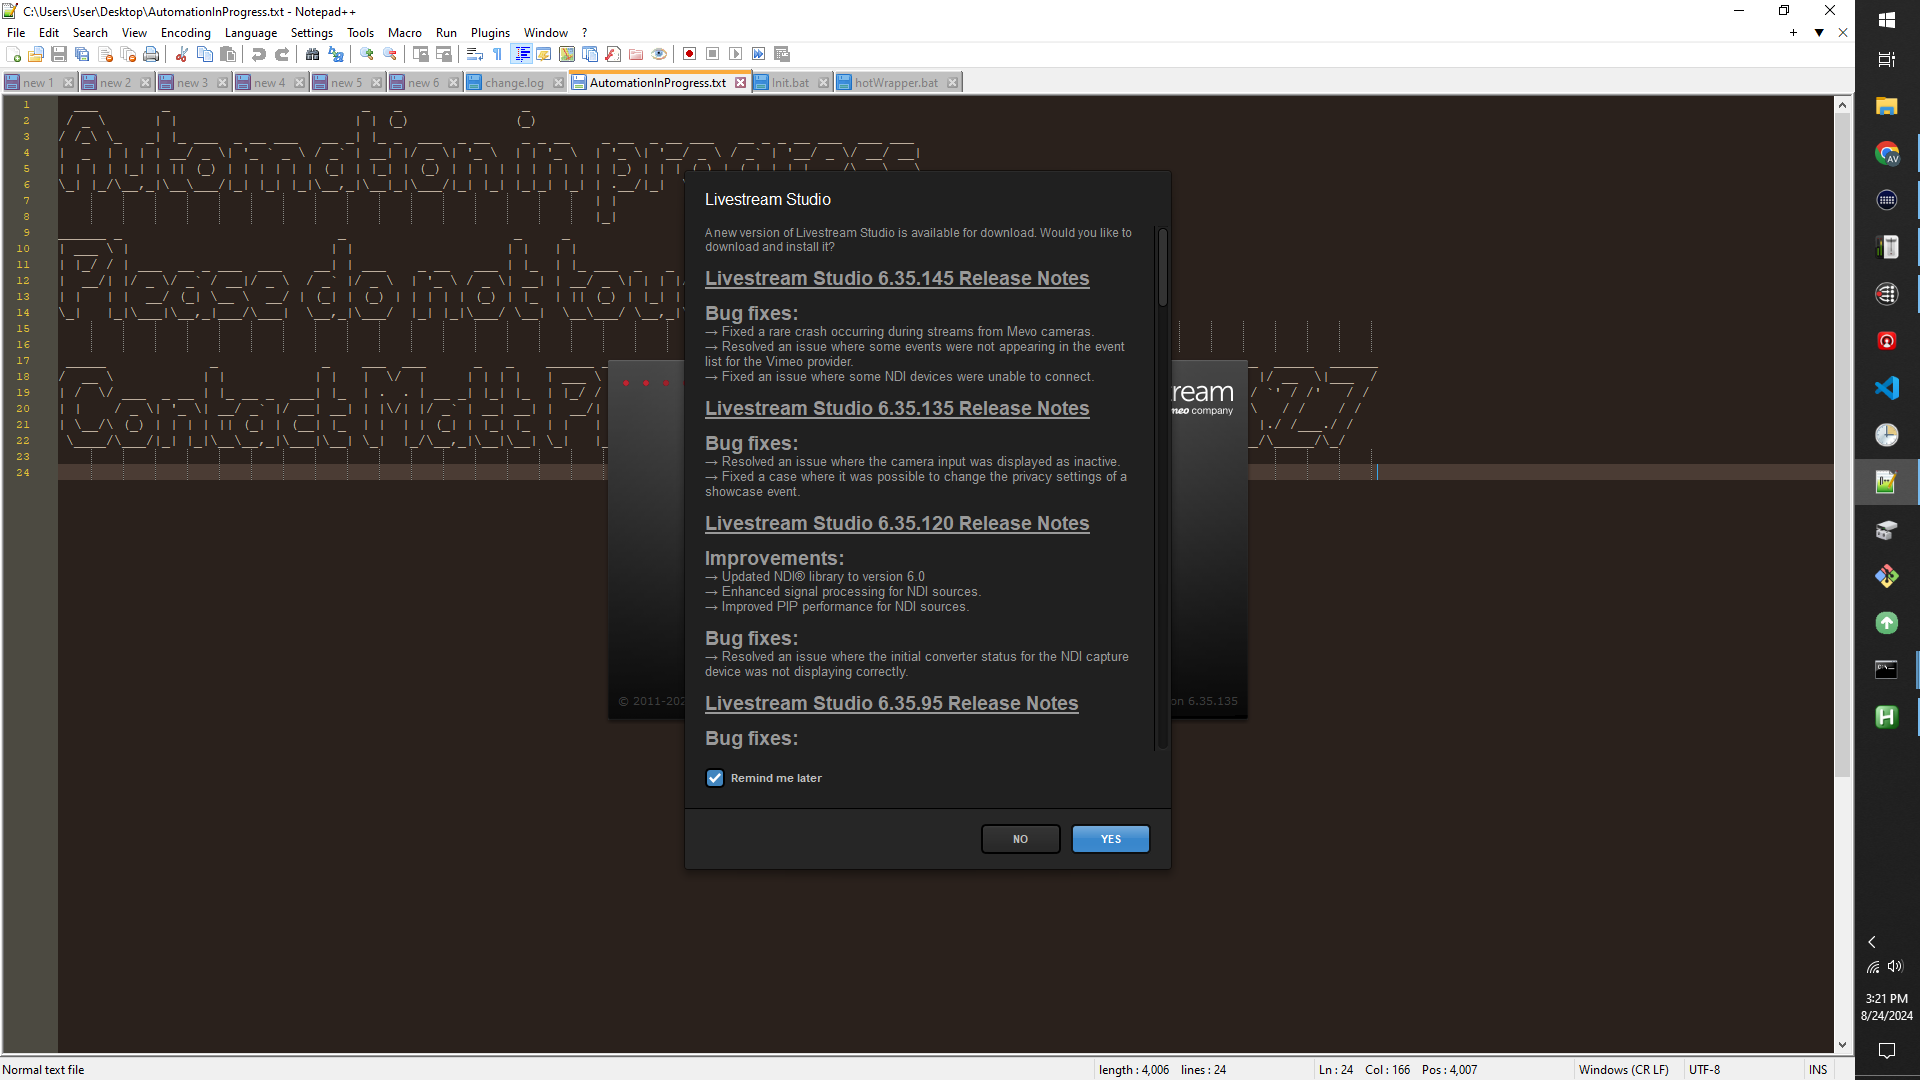 C:\Users\User\Desktop\AutomationInProgress.txt - Notepad++
File Edit Search View Encoding Language Settings Tools Macro Run Plugins Window ?
new 1 new 2 new 3 new 4 new 5 new 6 change.log AutomationInProgress.txt Init.bat hotWrapper.bat
Automation in progress
Please do not tou
Contact Matt P
Livestream Studio
A new version of Livestream Studio is available for download. Would you like to
download and install it?
Livestream Studio 6.35.145 Release Notes
Bug fixes:
→ Fixed a rare crash occurring during streams from Mevo cameras.
→ Resolved an issue where some events were not appearing in the event
list for the Vimeo provider.
→ Fixed an issue where some NDI devices were unable to connect.
Livestream Studio 6.35.135 Release Notes
Bug fixes:
→ Resolved an issue where the camera input was displayed as inactive.
→ Fixed a case where it was possible to change the privacy settings of a
showcase event.
Livestream Studio 6.35.120 Release Notes
Improvements:
→ Updated NDI® library to version 6.0
→ Enhanced signal processing for NDI sources.
→ Improved PIP performance for NDI sources.
Bug fixes:
→ Resolved an issue where the initial converter status for the NDI capture
device was not displaying correctly.
Livestream Studio 6.35.95 Release Notes
Bug fixes:
Remind me later
NO YES
ream
meo company
© 2011-202
on 6.35.135
1
2
3
4
5
6
7
8
9
10
11
12
13
14
15
16
17
18
19
20
21
22
23
24
AV
3:21 PM
8/24/2024
Normal text file length : 4,006 lines : 24 Ln : 24 Col : 166 Pos : 4,007 Windows (CR LF) UTF-8 INS